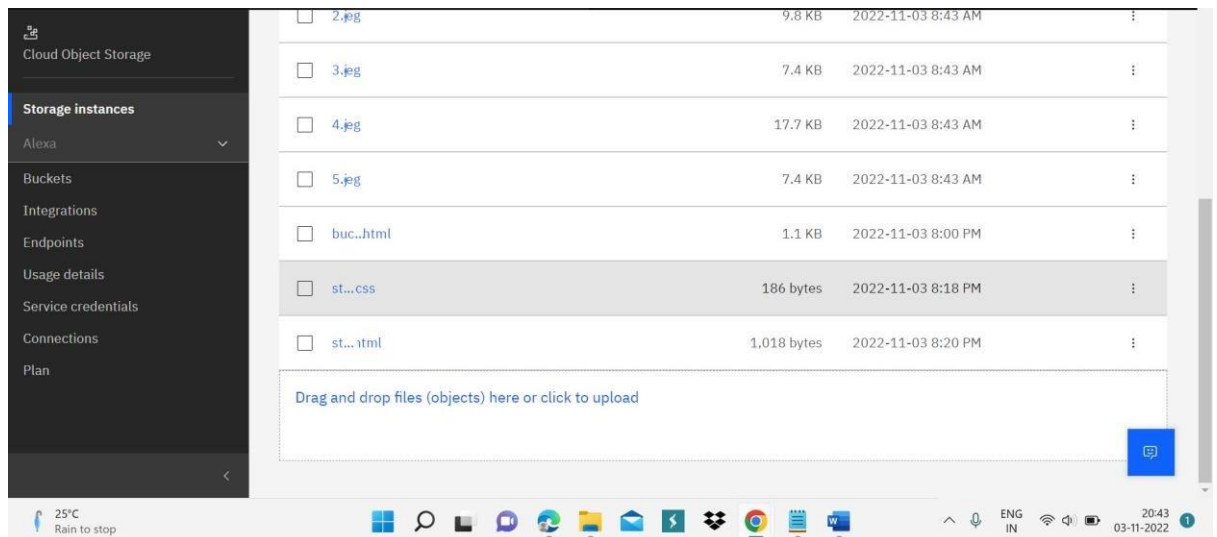 2.jeg 9.8 KB 2022-11-03 8:43 AM
Cloud Object Storage
3.jeg 7.4 KB 2022-11-03 8:43 AM
Storage instances
4.jeg 17.7 KB 2022-11-03 8:43 AM
Alexa
Buckets
5.jeg 7.4 KB 2022-11-03 8:43 AM
Integrations
buc..html 1.1 KB 2022-11-03 8:00 PM
Endpoints
Usage details
st...css 186 bytes 2022-11-03 8:18 PM
Service credentials
Connections
st... html 1,018 bytes 2022-11-03 8:20 PM
Plan
Drag and drop files (objects) here or click to upload
25°C
Rain to stop
ENG
IN
20:43
03-11-2022
1